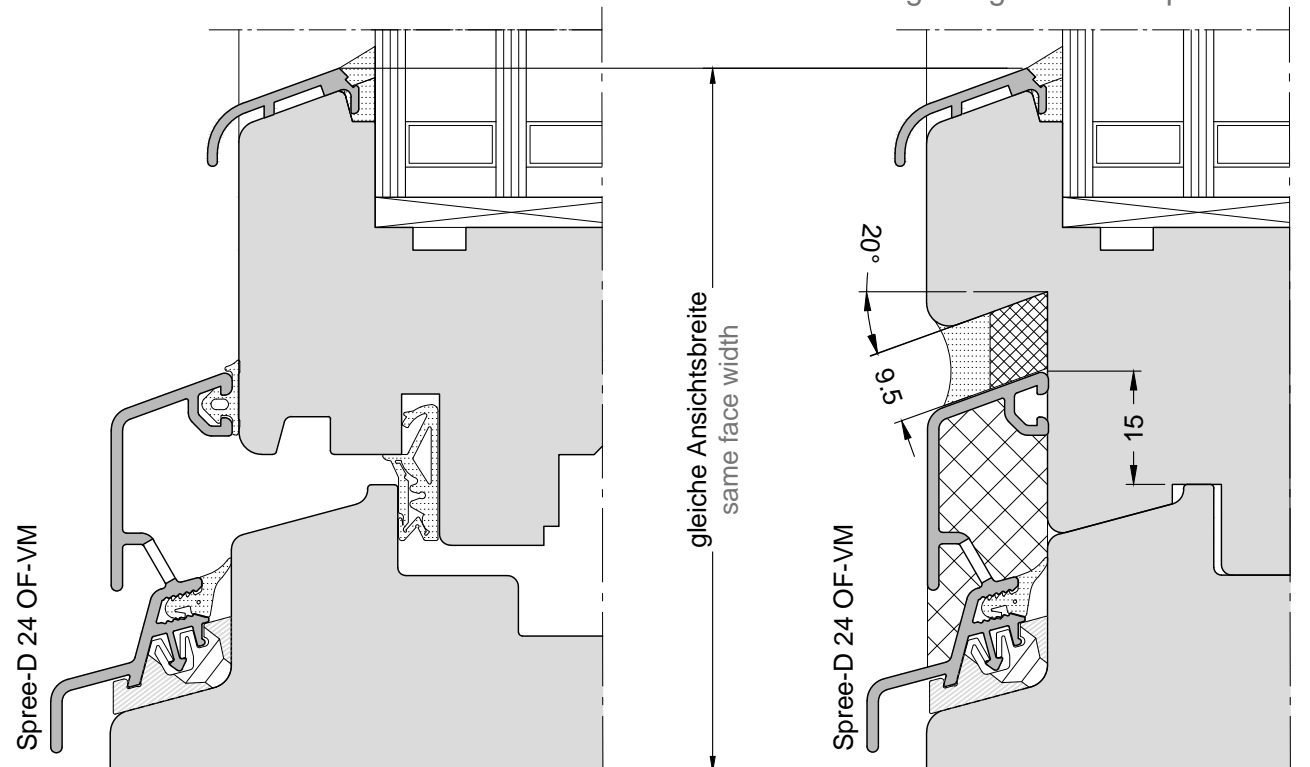 Spree-D 24 OF-VM
gleiche Ansichtsbreite
same face width
20°
9.5
15
Spree-D 24 OF-VM